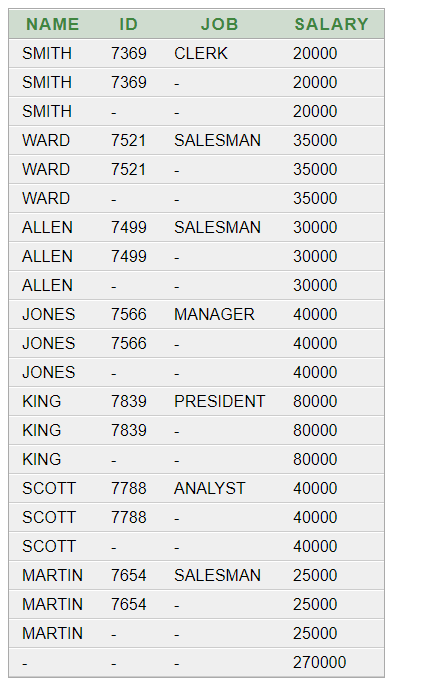 NAME ID JOB SALARY
SMITH 7369 CLERK 20000
SMITH 7369 - 20000
SMITH - - 20000
WARD 7521 SALESMAN 35000
WARD 7521 - 35000
WARD - - 35000
ALLEN 7499 SALESMAN 30000
ALLEN 7499 - 30000
ALLEN - - 30000
JONES 7566 MANAGER 40000
JONES 7566 - 40000
JONES - - 40000
KING 7839 PRESIDENT 80000
KING 7839 - 80000
KING - - 80000
SCOTT 7788 ANALYST 40000
SCOTT 7788 - 40000
SCOTT - - 40000
MARTIN 7654 SALESMAN 25000
MARTIN 7654 - 25000
MARTIN - - 25000
- - - 270000